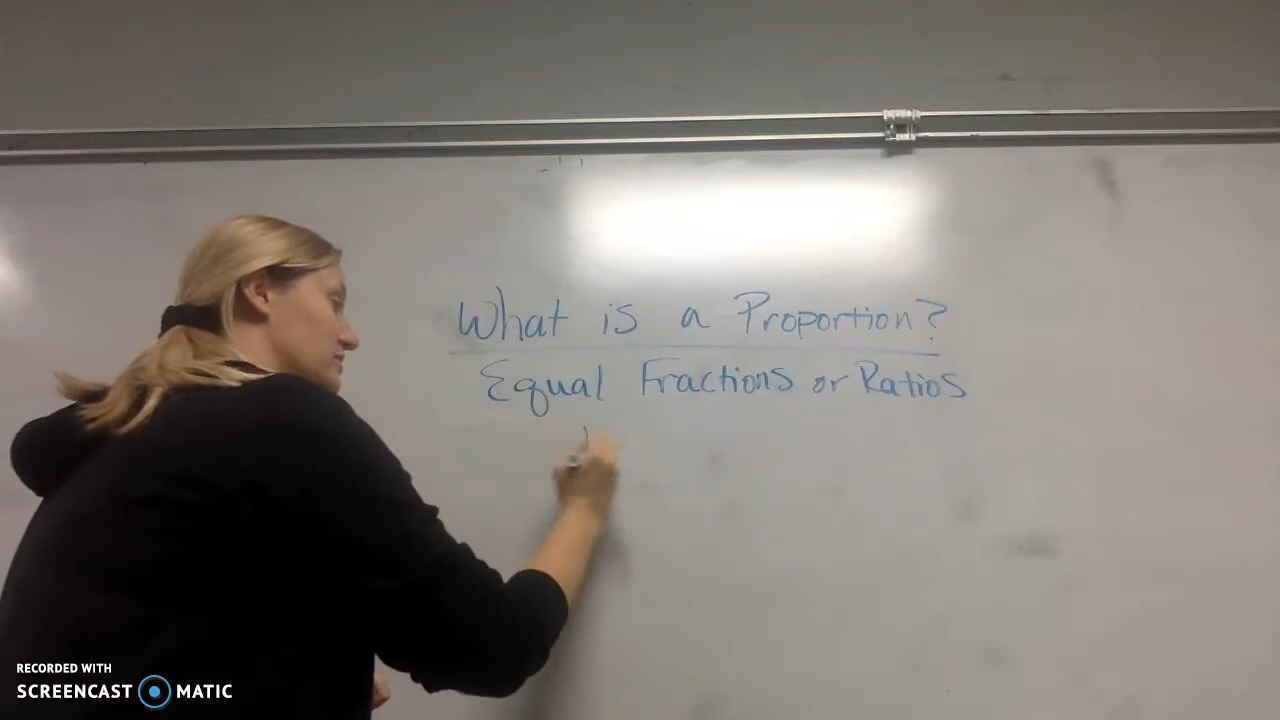 What is a Proportion?
Equal Fractions or Ratios
RECORDED WITH
SCREENCAST MATIC